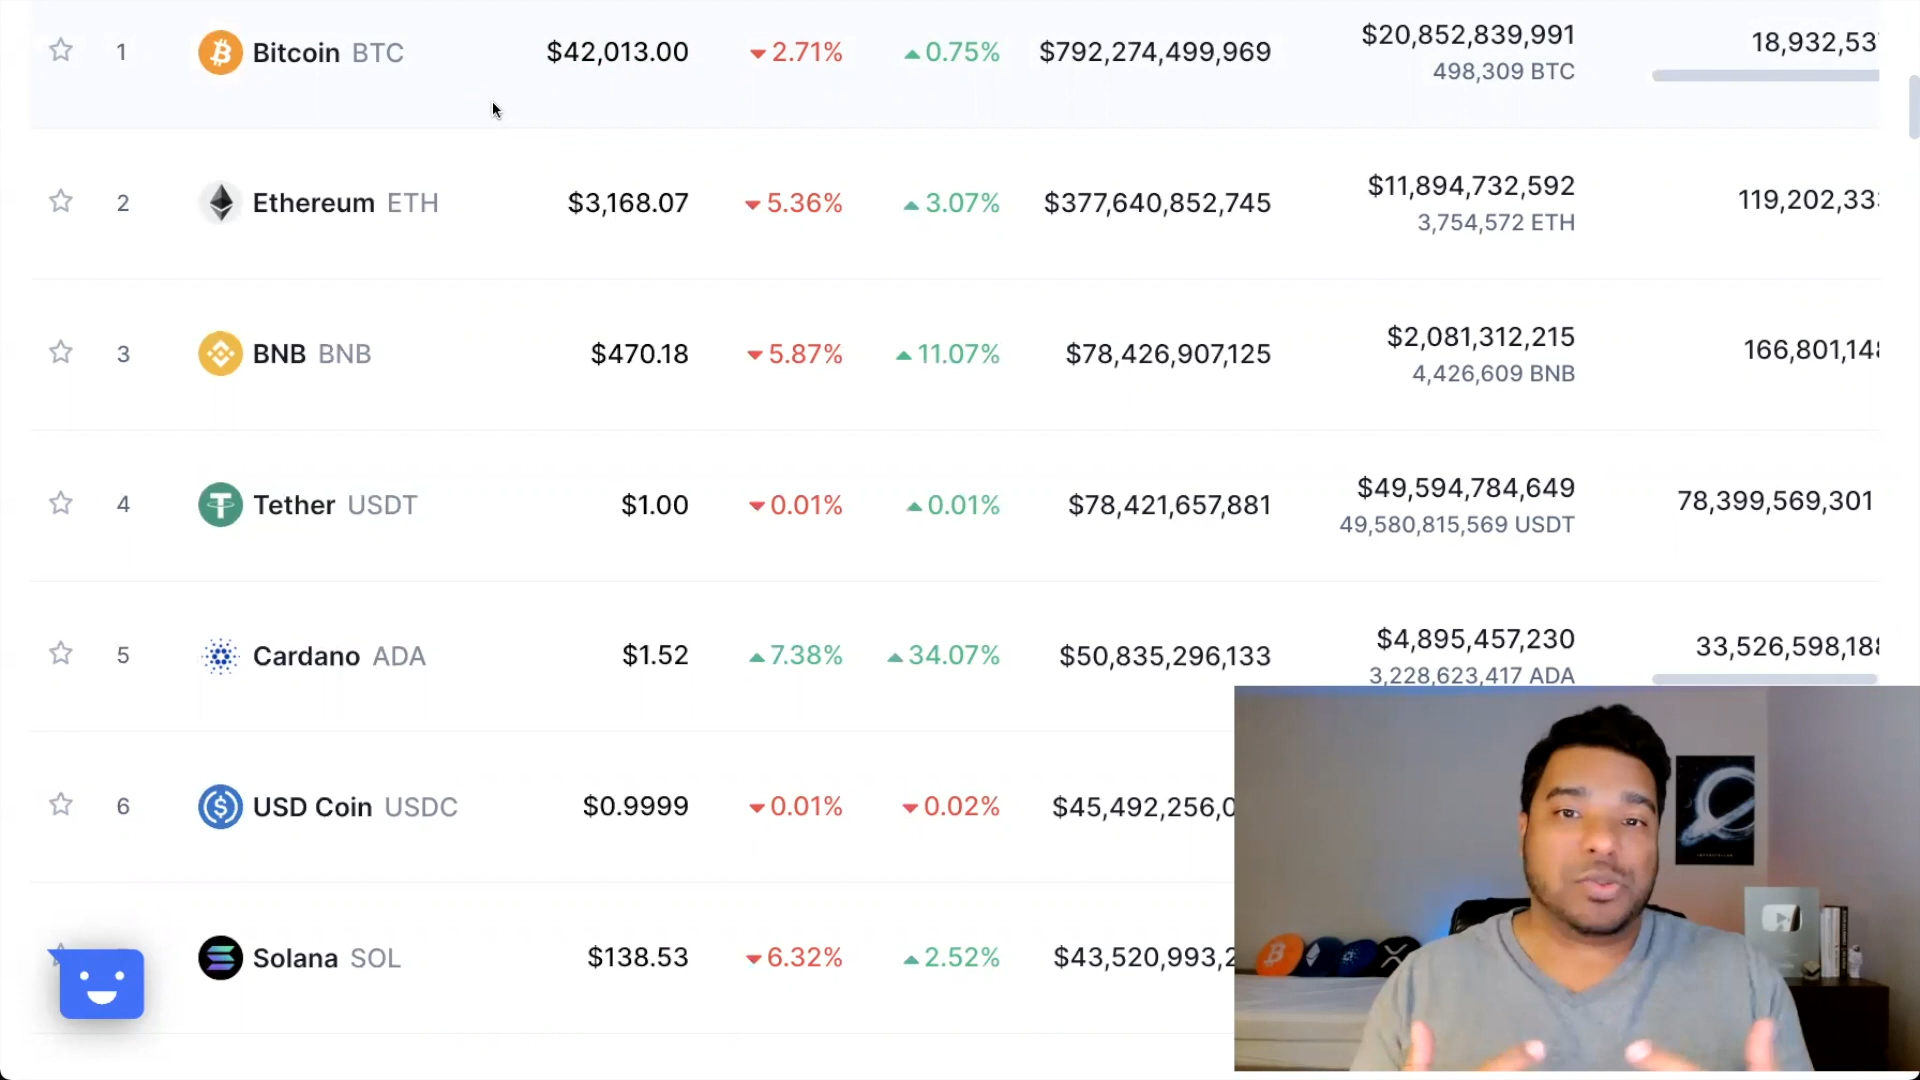 1 Bitcoin BTC $42,013.00 2.71% 0.75% $792,274,499,969 $20,852,839,991
498,309 BTC
2 Ethereum ETH $3,168.07 5.36% 3.07% $377,640,852,745 $11,894,732,592
3,754,572 ETH
3 BNB BNB $470.18 5.87% 11.07% $78,426,907,125 $2,081,312,215
4,426,609 BNB
4 Tether USDT $1.00 0.01% 0.01% $78,421,657,881 $49,594,784,649 78,399,569,301
49,580,815,569 USDT
5 Cardano ADA $1.52 7.38% 34.07% $50,835,296,133 $4,895,457,230
3,228,623,417 ADA
6 USD Coin USDC $0.9999 0.01% 0.02%
Solana SOL $138.53 6.32% 2.52%